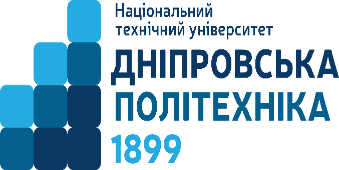 Національний
технічний університет
ДНІПРОВСЬКА
ПОЛІТЕХНІКА
1899